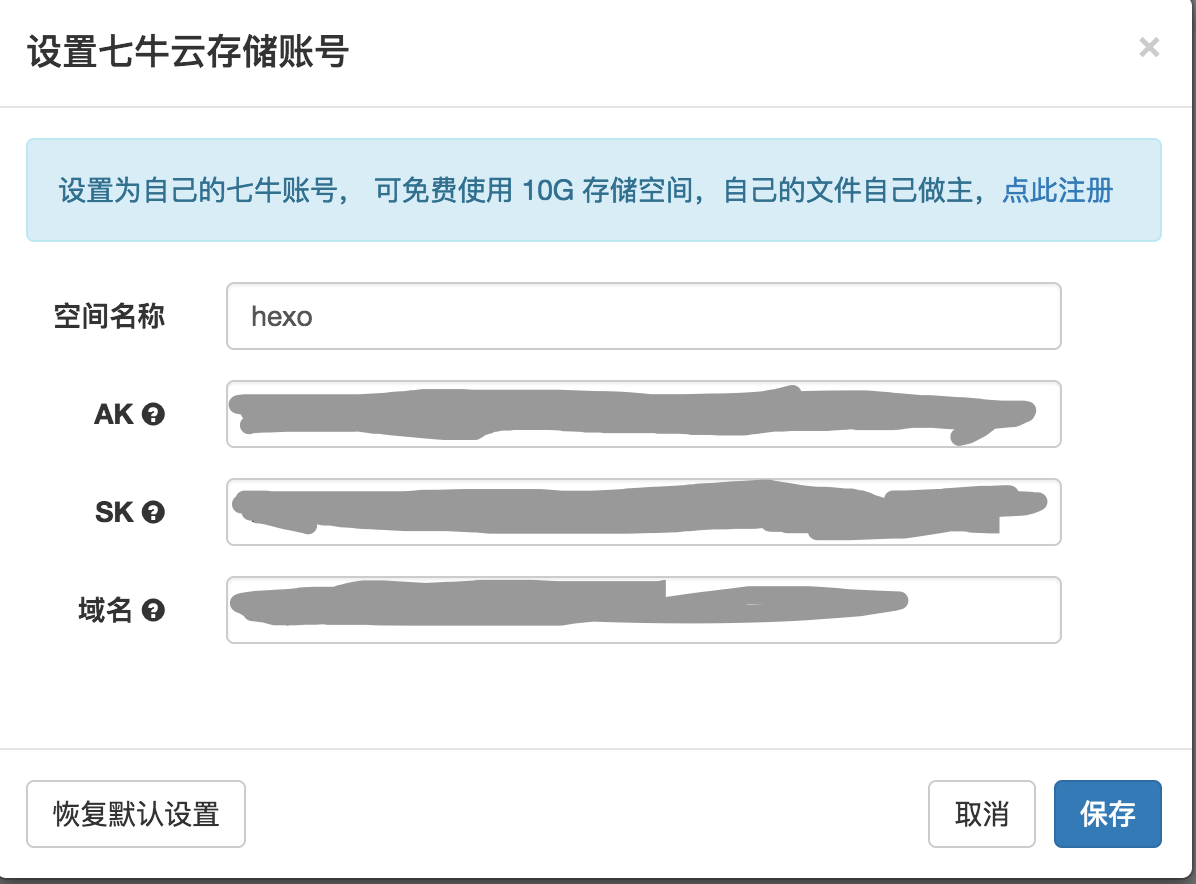 设置七牛云存储账号
×
设置为自己的七牛账号， 可免费使用 10G 存储空间，自己的文件自己做主，点此注册
空间名称 hexo
AK ?
SK ?
域名 ?
恢复默认设置 取消 保存